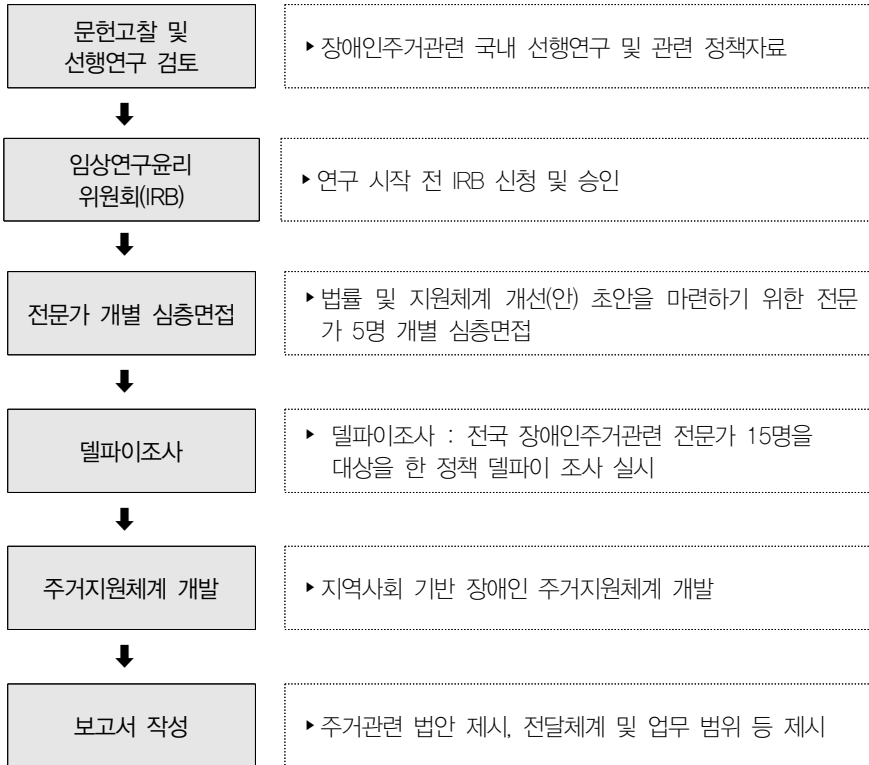 문헌고찰 및
선행연구 검토
▸장애인주거관련 국내 선행연구 및 관련 정책자료
임상연구윤리
위원회(IRB)
▸연구 시작 전 IRB 신청 및 승인
전문가 개별 심층면접
▸법률 및 지원체계 개선(안) 초안을 마련하기 위한 전문
가 5명 개별 심층면접
델파이조사
▸ 델파이조사 : 전국 장애인주거관련 전문가 15명을
대상을 한 정책 델파이 조사 실시
주거지원체계 개발
▸지역사회 기반 장애인 주거지원체계 개발
보고서 작성
▸주거관련 법안 제시, 전달체계 및 업무 범위 등 제시